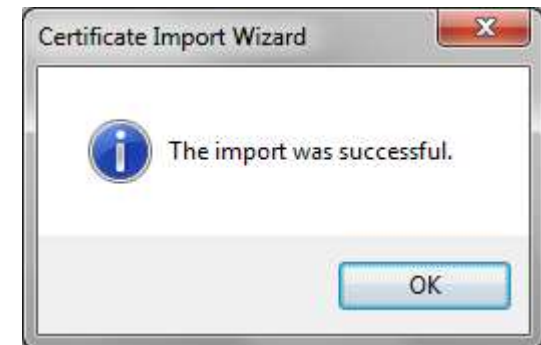 Certificate Import Wizard
The import was successful.
OK